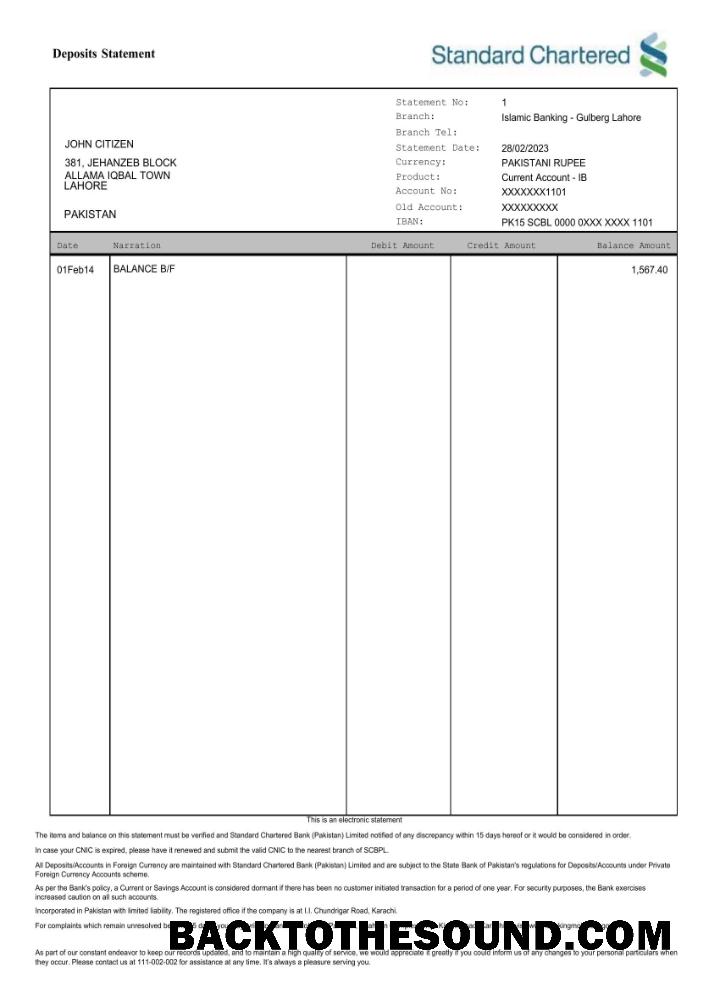 Deposits Statement
Standard Chartered
Statement No: 1
Branch: Islamic Banking - Gulberg Lahore
Branch Tel:
JOHN CITIZEN
Statement Date: 28/02/2023
381, JEHANZEB BLOCK
Currency: PAKISTANI RUPEE
ALLAMA IQBAL TOWN
Product: Current Account - IB
LAHORE
Account No: XXXXXXX1101
Old Account: XXXXXXXXX
PAKISTAN
IBAN: PK15 SCBL 0000 0XXX XXXX 1101
Date Narration Debit Amount Credit Amount Balance Amount
01Feb14 BALANCE B/F 1,567.40
This is an electronic statement
The items and balance on this statement must be verified and Standard Chartered Bank (Pakistan) Limited notified of any discrepancy within 15 days hereof or it would be considered in order.
In case your CNIC is expired, please have it renewed and submit the valid CNIC to the nearest branch of SCBPL.
All Deposits/Accounts in Foreign Currency are maintained with Standard Chartered Bank (Pakistan) Limited and are subject to the State Bank of Pakistan's regulations for Deposits/Accounts under Private
Foreign Currency Accounts scheme.
As per the Bank's policy, a Current or Savings Account is considered dormant if there has been no customer initiated transaction for a period of one year. For security purposes, the Bank exercises
increased caution on all such accounts.
Incorporated in Pakistan with limited liability. The registered office if the company is at I.I. Chundrigar Road, Karachi.
For complaints which remain unresolved
BACKTOTHESOUND.COM
As part of our constant endeavor to keep our records updated, and to maintain a high quality of service, we would appreciate it greatly if you could inform us of any changes to your personal particulars when
they occur. Please contact us at 111-002-002 for assistance at any time. It's always a pleasure serving you.